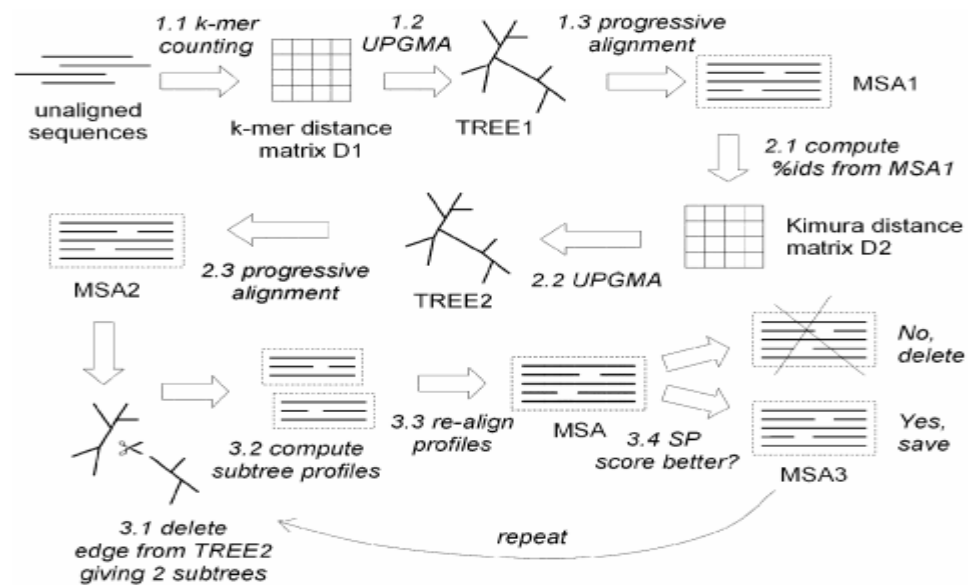 1.1 k-mer
counting
1.2
UPGMA
1.3 progressive
alignment
unaligned
sequences
k-mer distance
matrix D1
TREE1
MSA1
2.1 compute
%ids from MSA1
Kimura distance
matrix D2
2.2 UPGMA
TREE2
2.3 progressive
alignment
MSA2
3.1 delete
edge from TREE2
giving 2 subtrees
3.2 compute
subtree profiles
3.3 re-align
profiles
MSA
3.4 SP
score better?
No,
delete
Yes,
save
MSA3
repeat